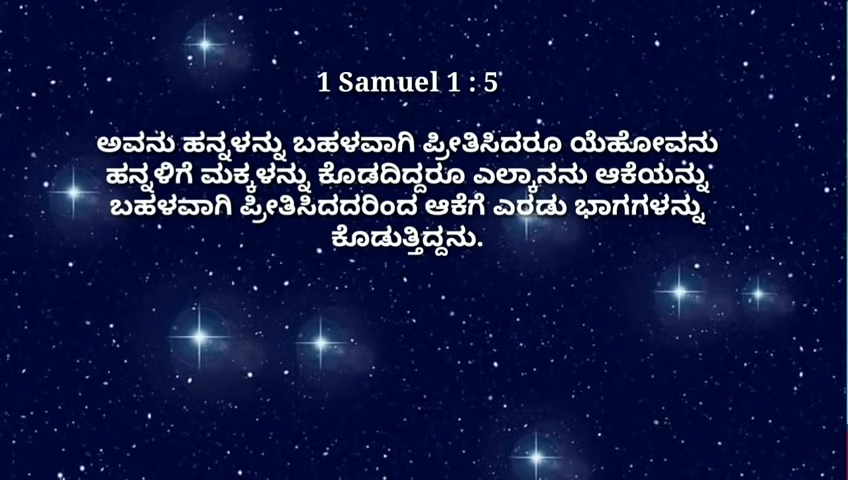 1 Samuel 1 : 5
ಅವನು ಹನ್ನಳನ್ನು ಬಹಳವಾಗಿ ಪ್ರೀತಿಸಿದರೂ ಯೆಹೋವನು
ಹನ್ನಳಿಗೆ ಮಕ್ಕಳನ್ನು ಕೊಡದಿದ್ದರೂ ಎಲ್ಕಾನನು ಆಕೆಯನ್ನು
ಬಹಳವಾಗಿ ಪ್ರೀತಿಸಿದದರಿಂದ ಆಕೆಗೆ ಎರಡು ಭಾಗಗಳನ್ನು
ಕೊಡುತ್ತಿದ್ದನು.